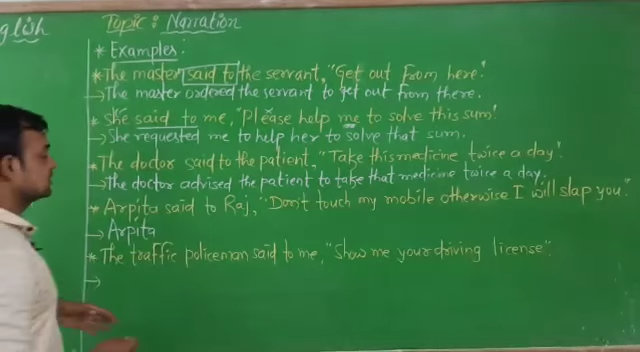 glish
Topic: Narration
* Examples:
* The master said to the servant, "Get out from here."
→ The master ordered the servant to get out from there.
* She said to me, "Please help me to solve this sum."
→ She requested me to help her to solve that sum.
* The doctor said to the patient, "Take this medicine twice a day".
→ The doctor advised the patient to take that medicine twice a day.
* Arpita said to Raj, "Don't touch my mobile otherwise I will slap you."
→ Arpita
* The traffic policeman said to me, "Show me your driving license".
→